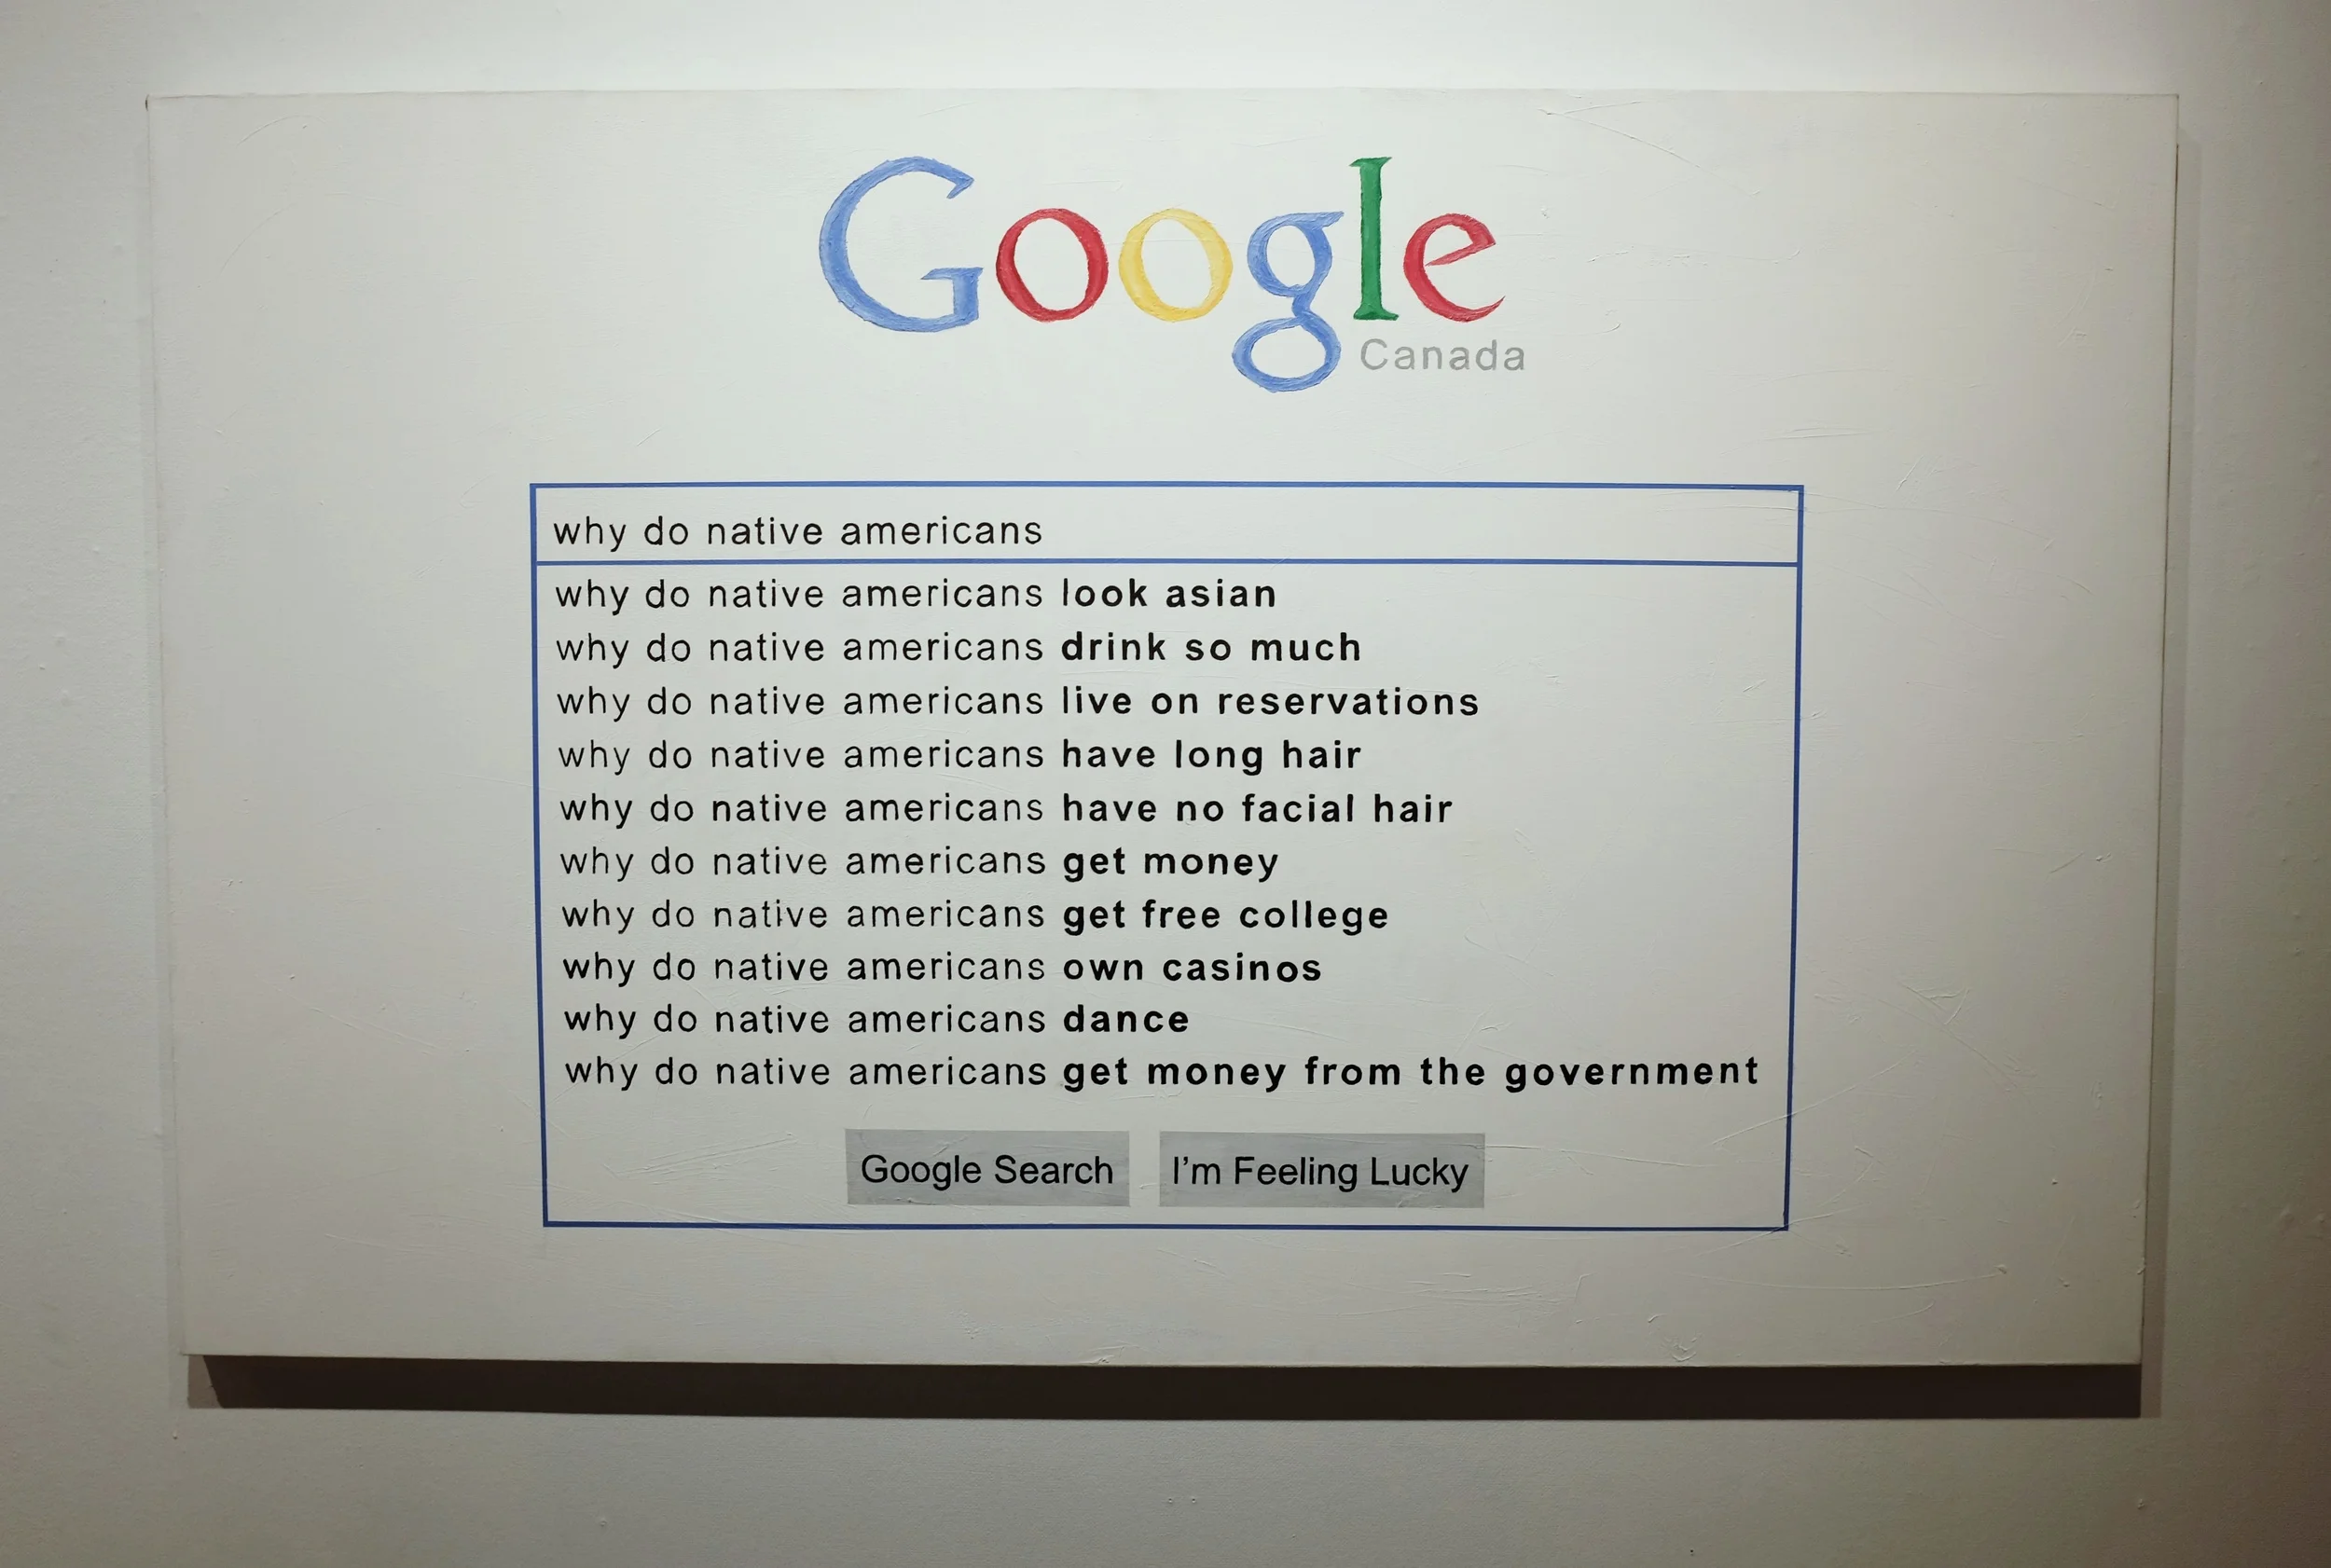 Google
Canada
why do native americans
why do native americans look asian
why do native americans drink so much
why do native americans live on reservations
why do native americans have long hair
why do native americans have no facial hair
why do native americans get money
why do native americans get free college
why do native americans own casinos
why do native americans dance
why do native americans get money from the government
Google Search I'm Feeling Lucky